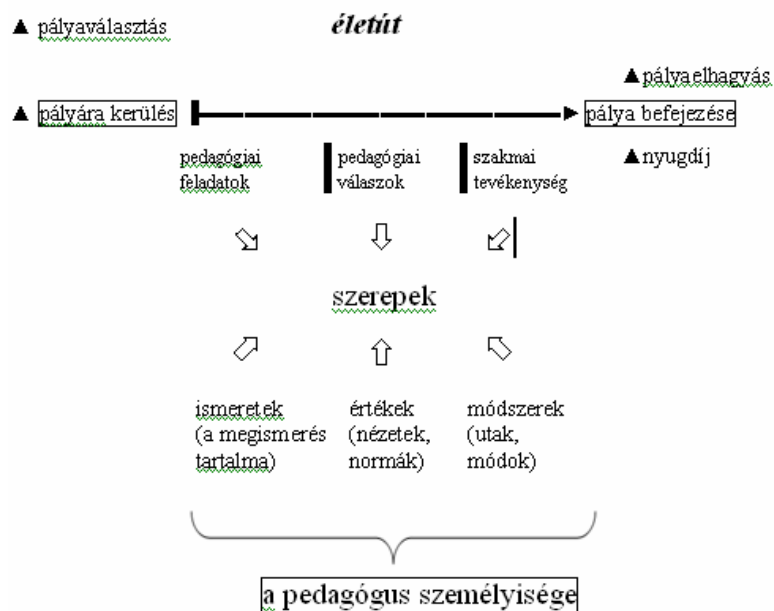 ▲ pályaválasztás
életút
▲ pályaelhagyás
▲ pályára kerülés
pálya befejezése
pedagógiai
feladatok
pedagógiai
válaszok
szakmai
tevékenység
▲ nyugdíj
szerepek
ismeretek
(a megismerés
tartalma)
értékek
(nézetek,
normák)
módszerek
(utak,
módok)
a pedagógus személyisége